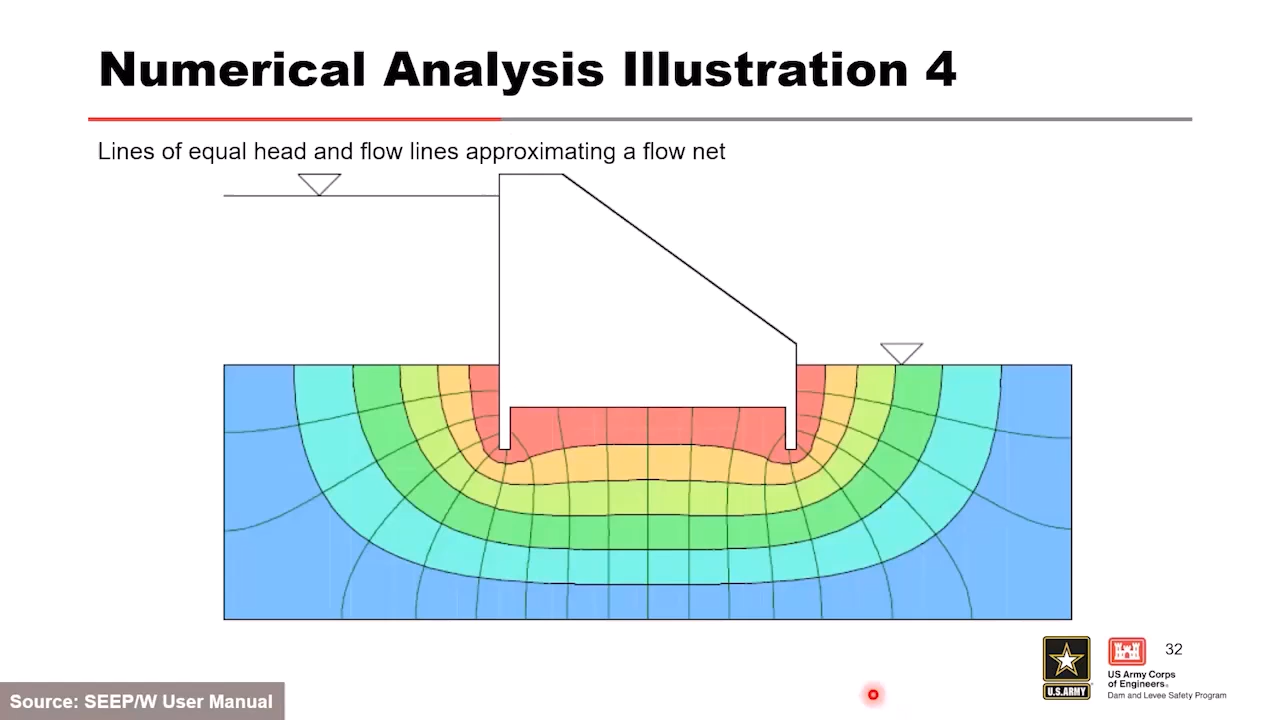 Numerical Analysis Illustration 4
Lines of equal head and flow lines approximating a flow net
32
U.S.ARMY
US Army Corps
of Engineers®
Dam and Levee Safety Program
Source: SEEP/W User Manual